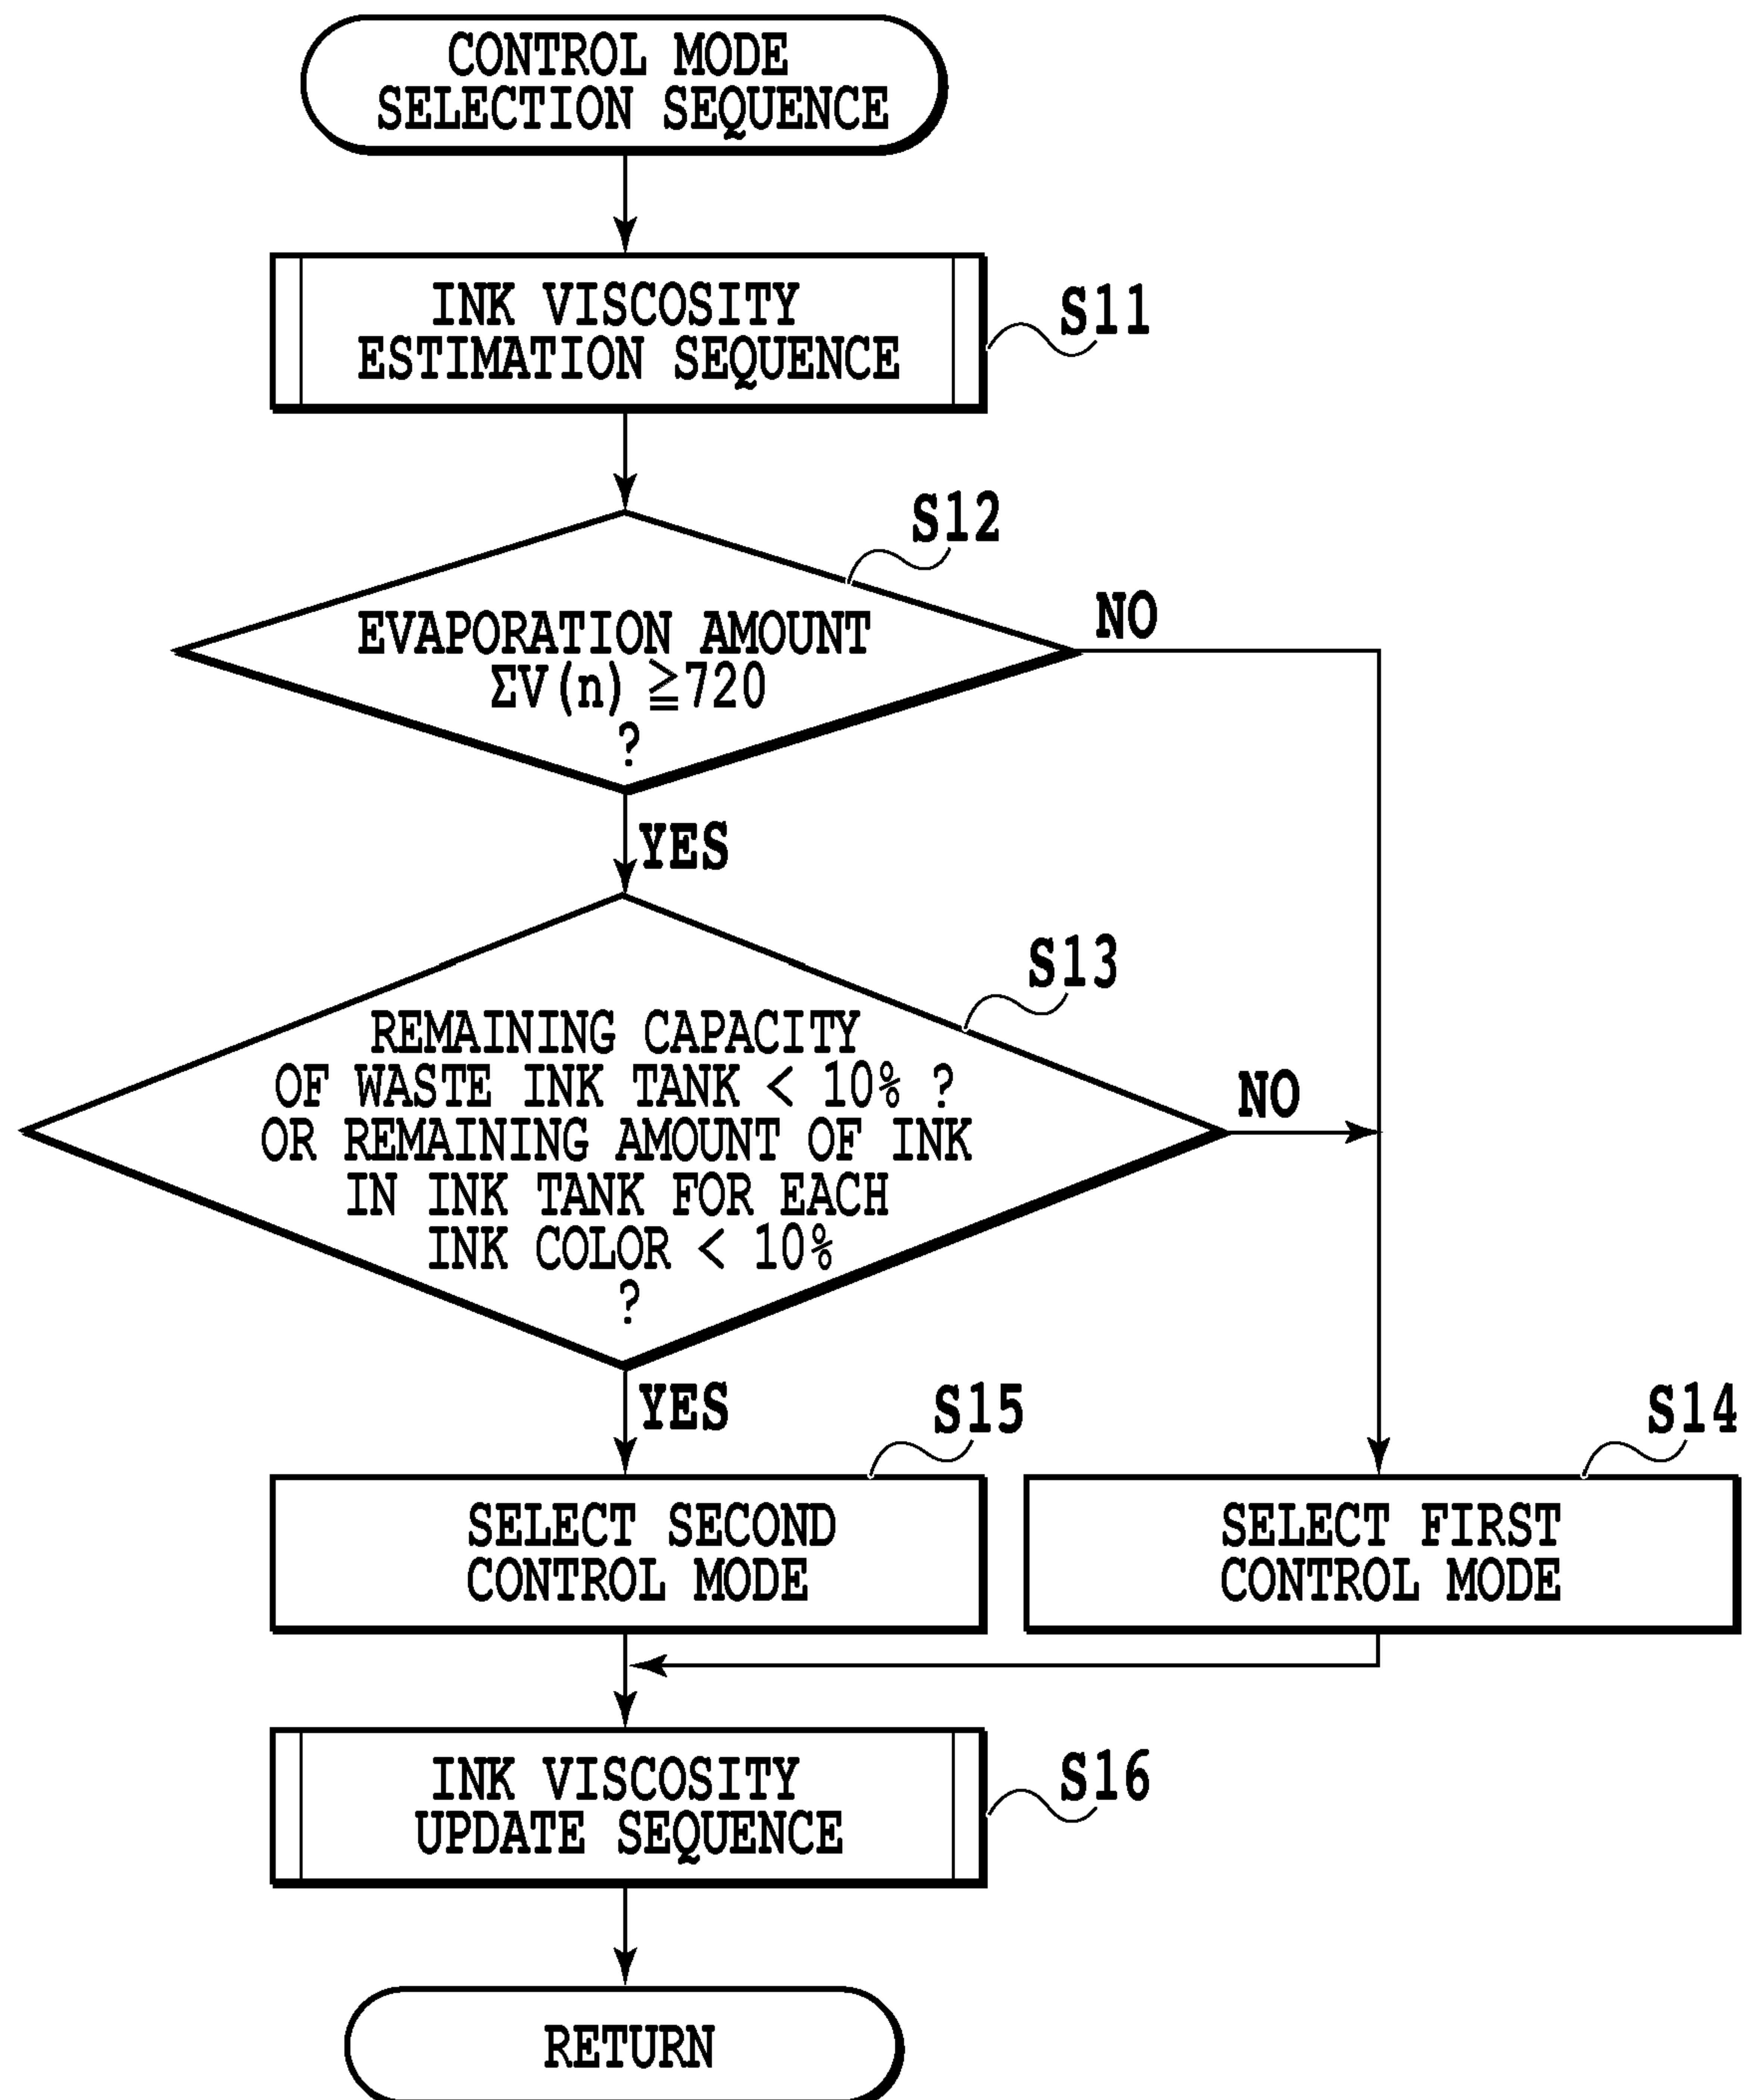 CONTROL MODE
SELECTION SEQUENCE
INK VISCOSITY
ESTIMATION SEQUENCE
S11
S12
EVAPORATION AMOUNT
ΣV(n) ≧720
?
NO
YES
S13
REMAINING CAPACITY
OF WASTE INK TANK < 10% ?
OR REMAINING AMOUNT OF INK
IN INK TANK FOR EACH
INK COLOR < 10%
?
NO
YES
S15
S14
SELECT SECOND
CONTROL MODE
SELECT FIRST
CONTROL MODE
INK VISCOSITY
UPDATE SEQUENCE
S16
RETURN